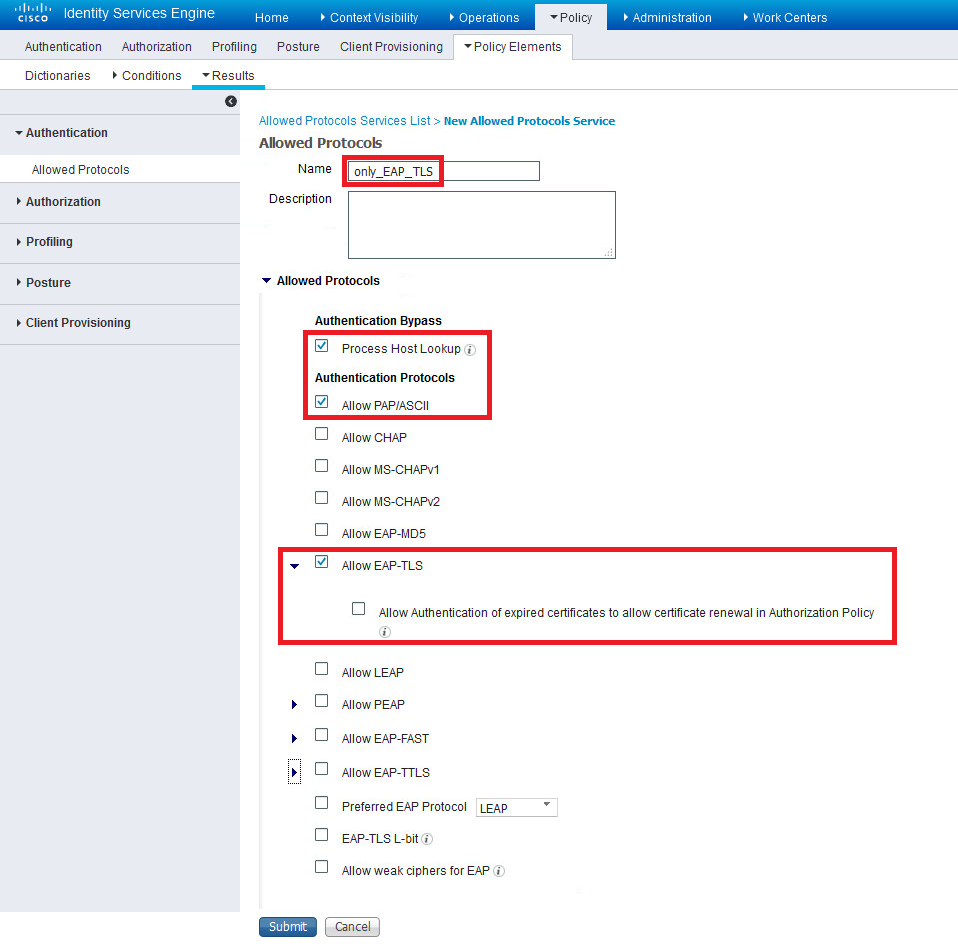 cisco Identity Services Engine Home Context Visibility Operations Policy Administration Work Centers
Authentication Authorization Profiling Posture Client Provisioning Policy Elements
Dictionaries Conditions Results
Authentication
Allowed Protocols
Authorization
Profiling
Posture
Client Provisioning
Allowed Protocols Services List > New Allowed Protocols Service
Allowed Protocols
Name only_EAP_TLS
Description
Allowed Protocols
Authentication Bypass
Process Host Lookup i
Authentication Protocols
Allow PAP/ASCII
Allow CHAP
Allow MS-CHAPv1
Allow MS-CHAPv2
Allow EAP-MD5
Allow EAP-TLS
Allow Authentication of expired certificates to allow certificate renewal in Authorization Policy
i
Allow LEAP
Allow PEAP
Allow EAP-FAST
Allow EAP-TTLS
Preferred EAP Protocol LEAP
EAP-TLS L-bit i
Allow weak ciphers for EAP i
Submit Cancel